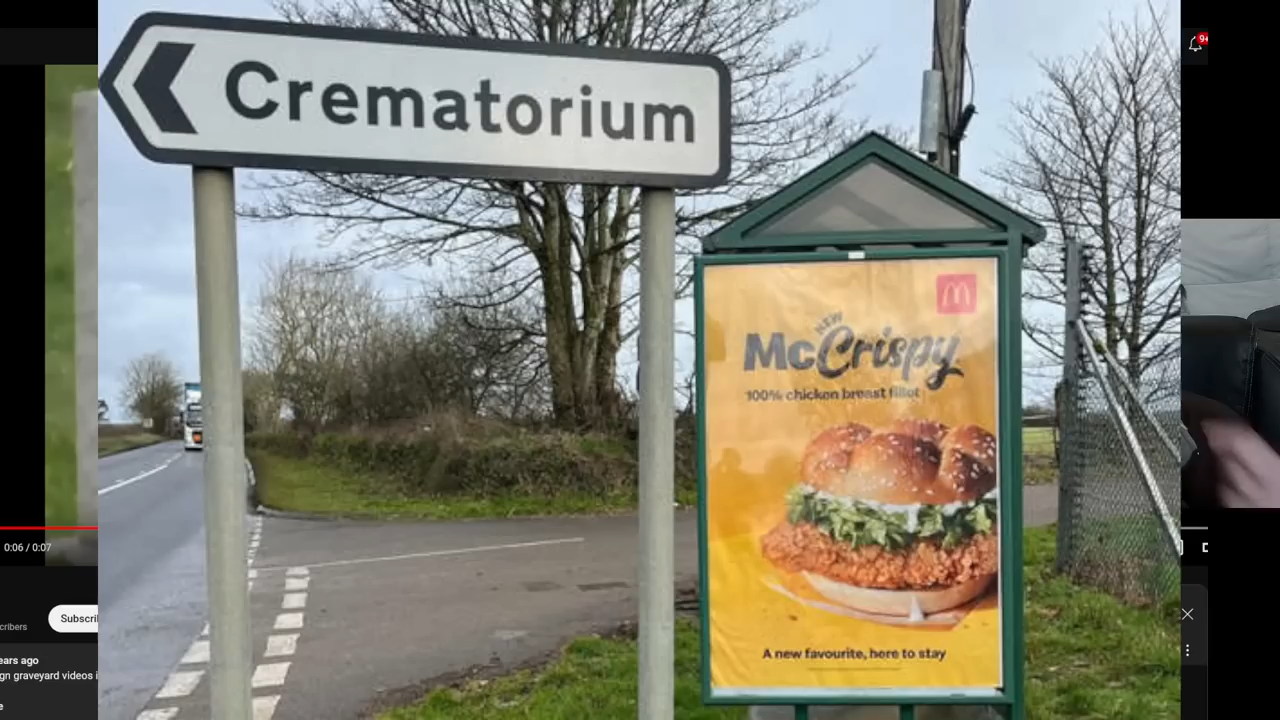 Crematorium
NEW
McCrispy
100% chicken breast fillet
A new favourite, here to stay
9+
0:06 / 0:07
cribers
Subscri
ears ago
gn graveyard videos i
e